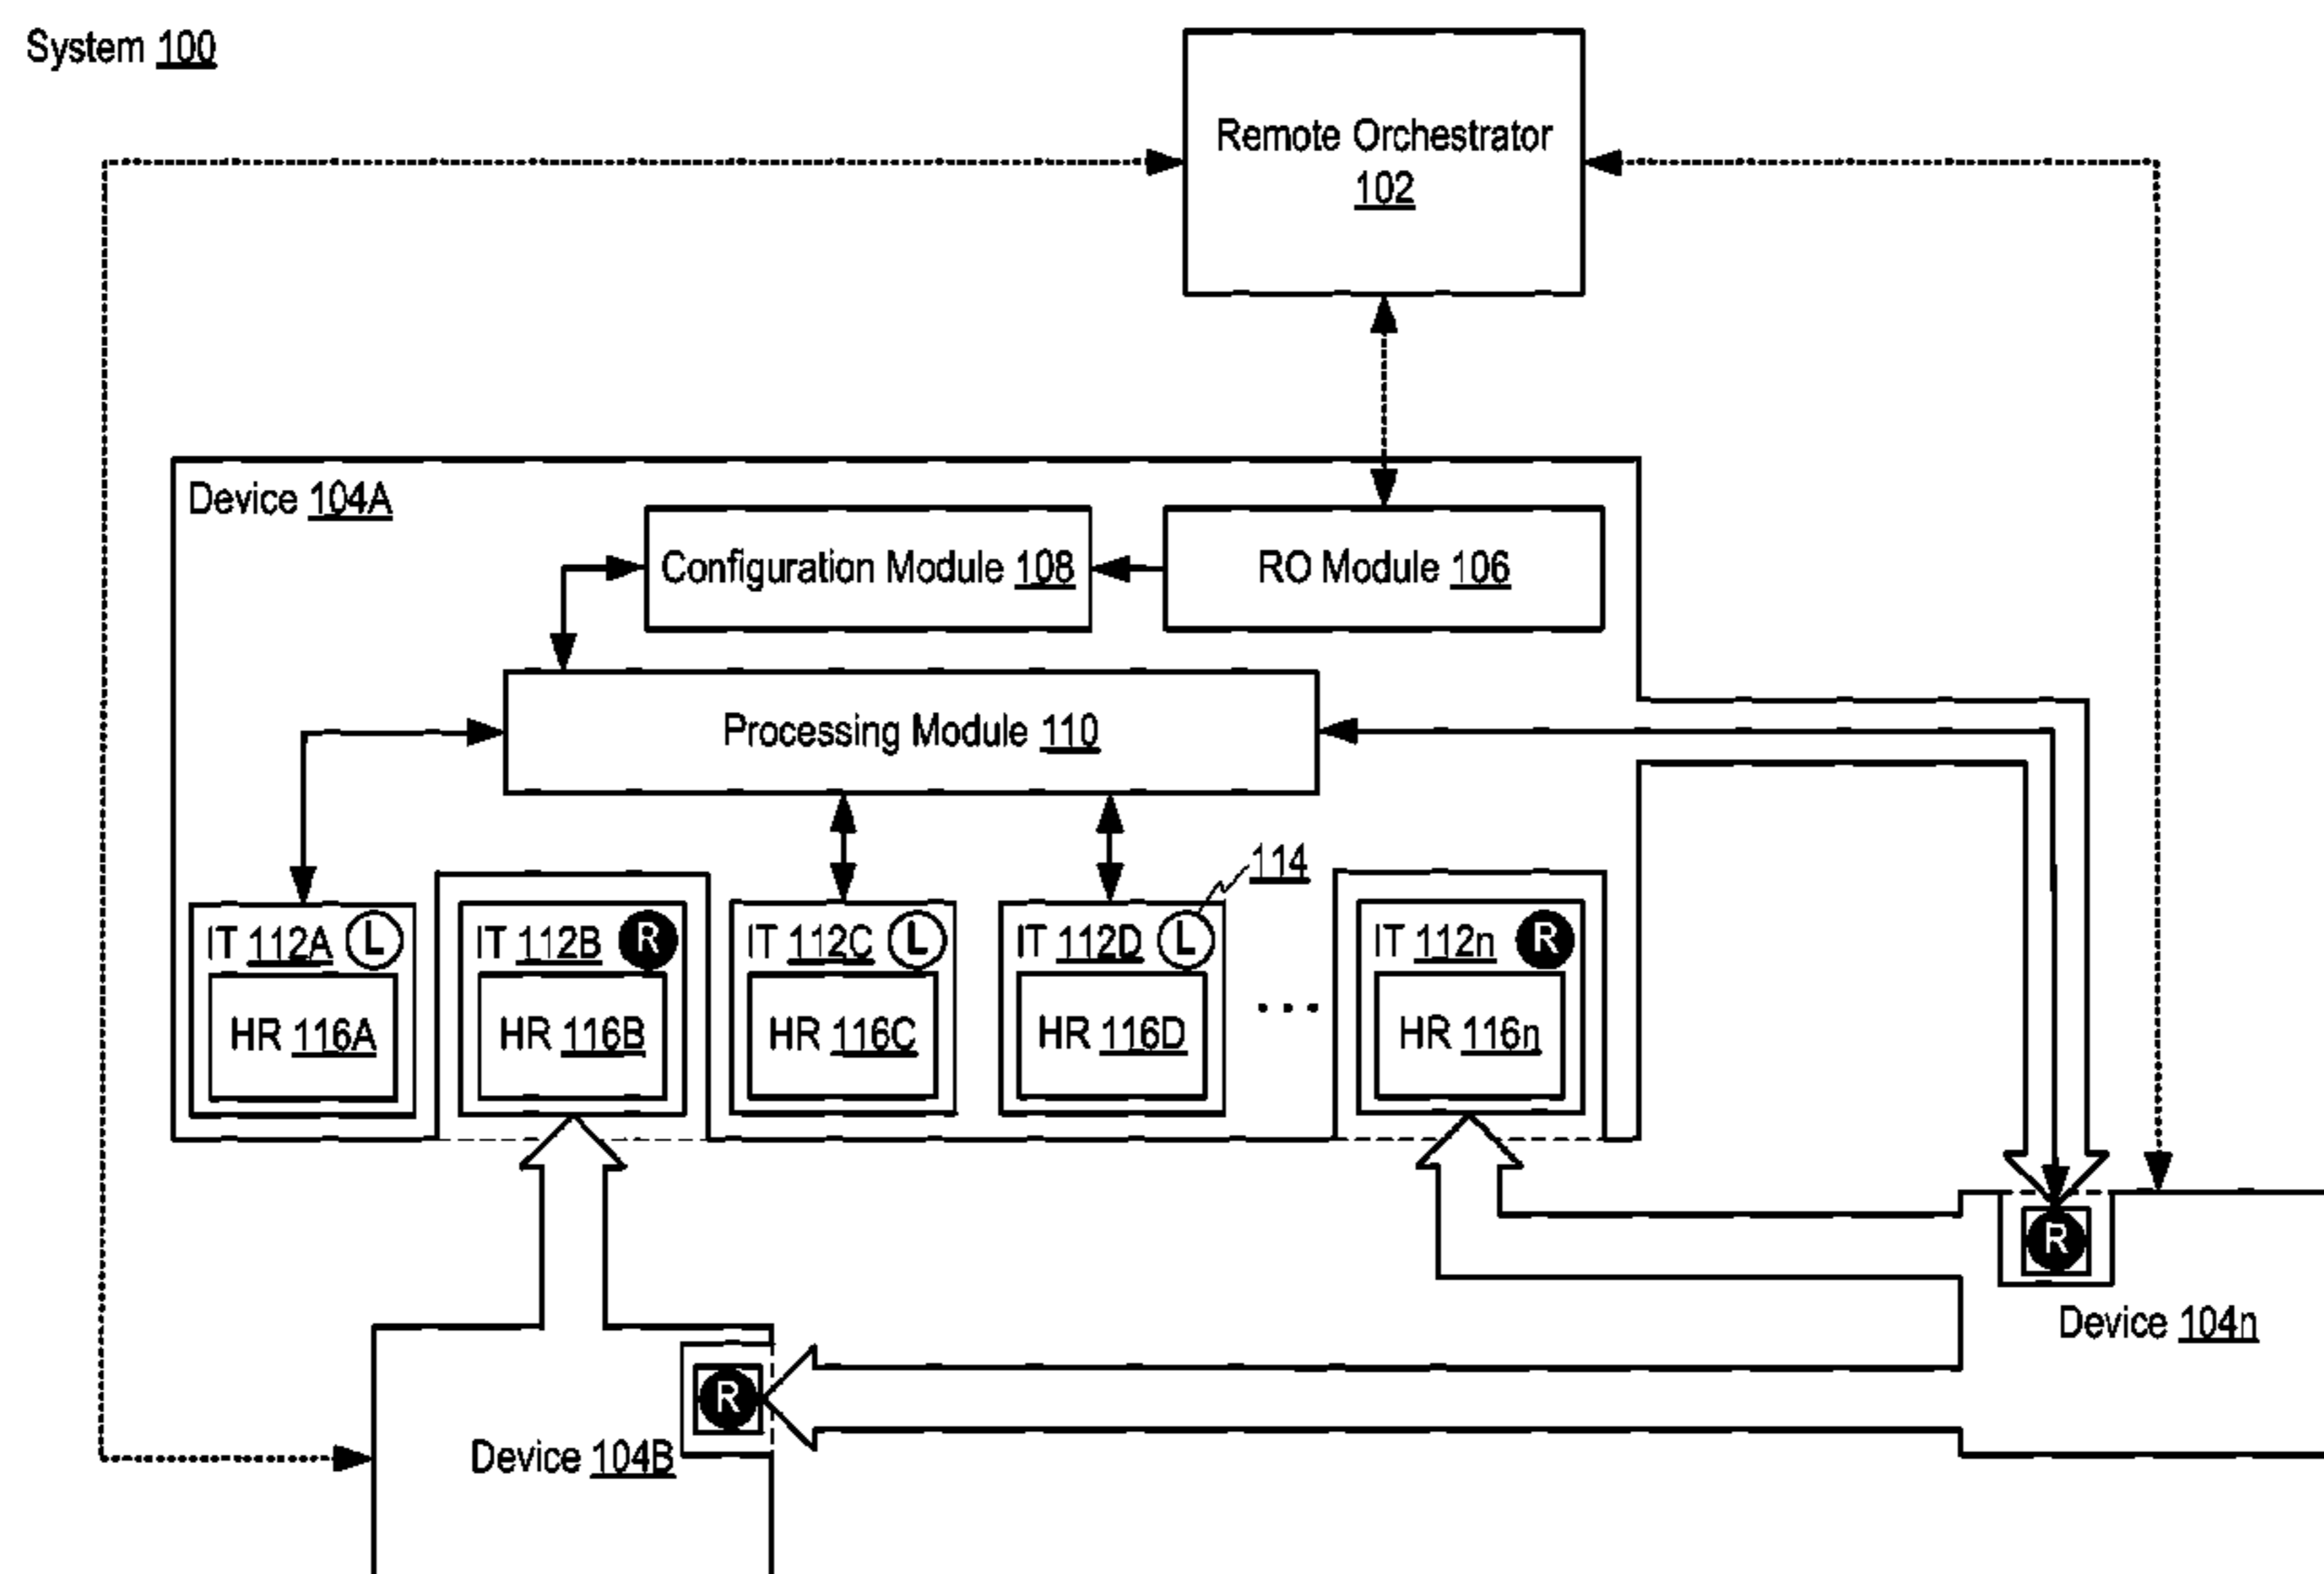 System 100
Remote Orchestrator
102
Device 104A
Configuration Module 108
RO Module 106
Processing Module 110
114
IT 112A L
IT 112B R
IT 112C L
IT 112D L
IT 112n R
HR 116A
HR 116B
HR 116C
HR 116D
...
HR 116n
R
Device 104n
R
Device 104B